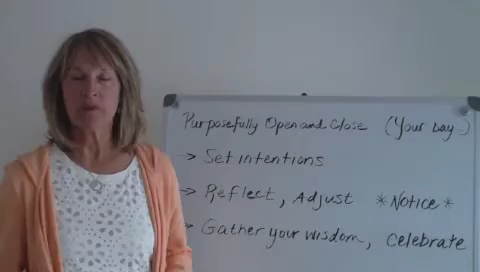 Purposefully Open and Close (Your Day)
→ Set intentions
→ Reflect, Adjust *Notice*
→ Gather your wisdom, Celebrate